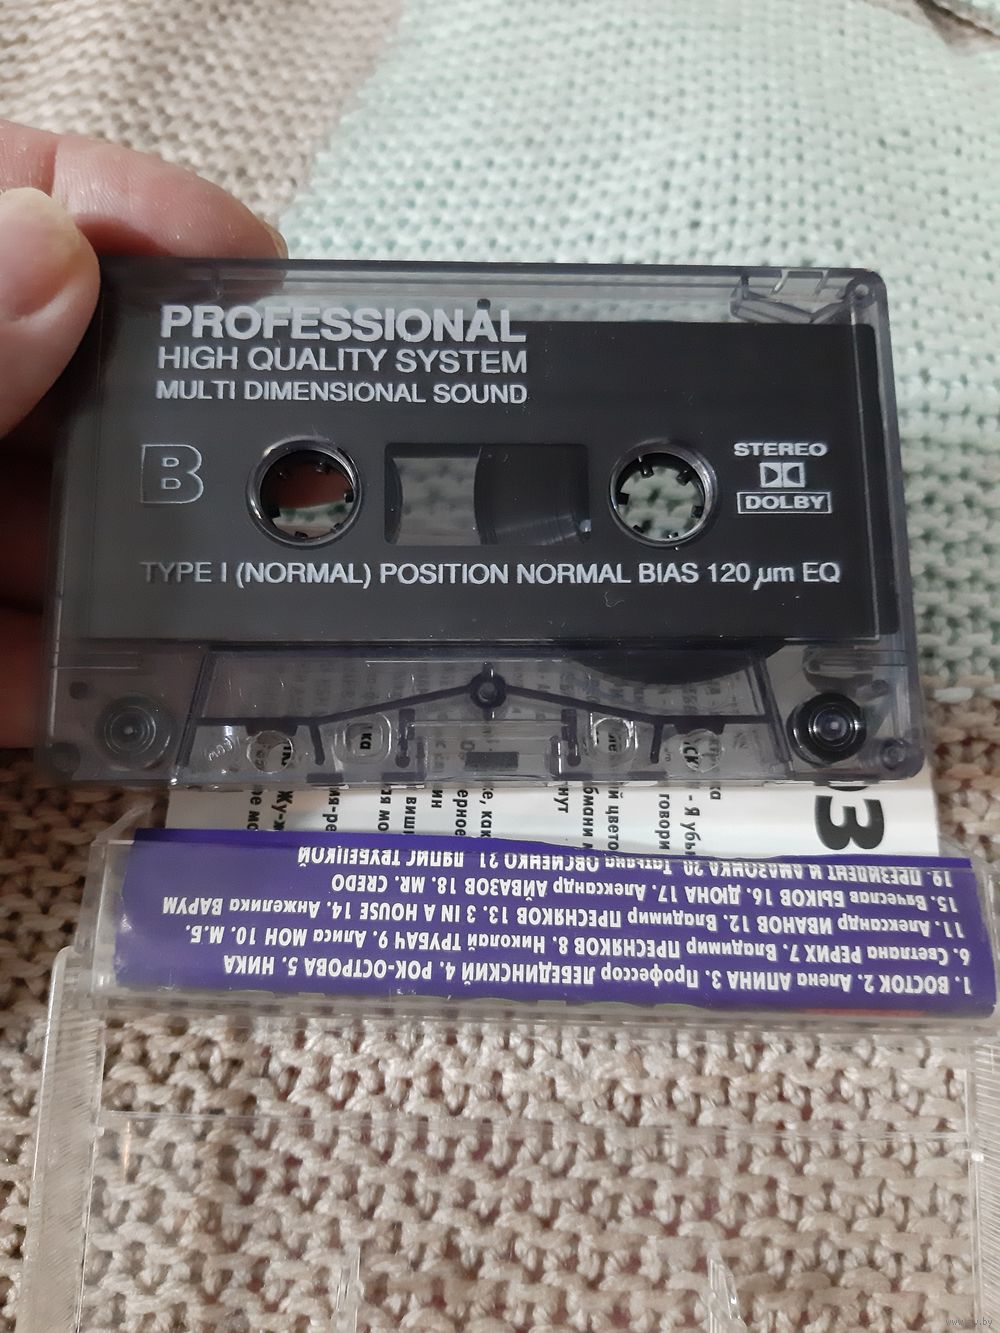 PROFESSIONAL
HIGH QUALITY SYSTEM
MULTI DIMENSIONAL SOUND
B
STEREO
DOLBY
TYPE I (NORMAL) POSITION NORMAL BIAS 120 µm EQ
1. ВОСТОК 2. Алена АПИНА 3. Профессор ЛЕБЕДИНСКИЙ 4. РОК-ОСТРОВА 5. НИКА
6. Светлана РЕРИХ 7. Владимир ПРЕСНЯКОВ 8. Николай ТРУБАЧ 9. Алиса МОН 10. М.Б.
11. Александр ИВАНОВ 12. Владимир ПРЕСНЯКОВ 13. 3 IN A HOUSE 14. Анжелика ВАРУМ
15. Вячеслав БЫКОВ 16. ДЮНА 17. Александр АЙВАЗОВ 18. MR. CREDO
19. ПРЕЗИДЕНТ И АМАЗОНКА 20. Татьяна ОВСИЕНКО 21. ЛЯПИС ТРУБЕЦКОЙ